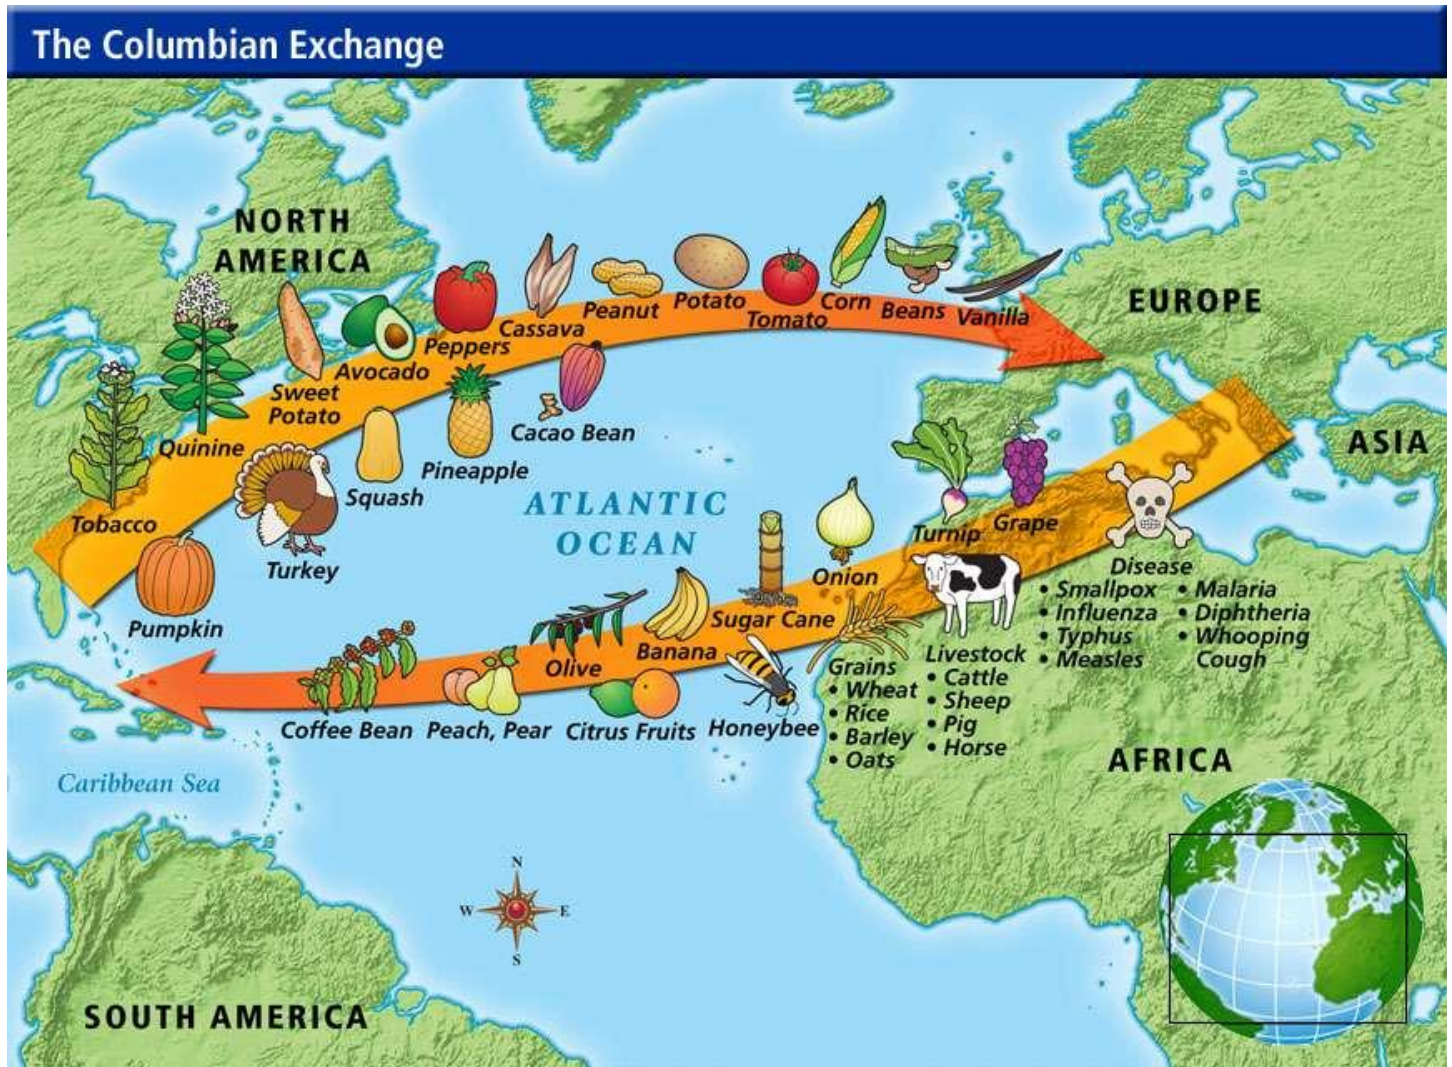 The Columbian Exchange
NORTH
AMERICA
EUROPE
ASIA
AFRICA
SOUTH AMERICA
ATLANTIC
OCEAN
Caribbean Sea
Tobacco
Quinine
Sweet
Potato
Avocado
Peppers
Cassava
Peanut
Potato
Tomato
Corn
Beans
Vanilla
Pumpkin
Turkey
Squash
Pineapple
Cacao Bean
Coffee Bean
Peach, Pear
Olive
Citrus Fruits
Banana
Sugar Cane
Honeybee
Onion
Grains
• Wheat
• Rice
• Barley
• Oats
Turnip
Grape
Livestock
• Cattle
• Sheep
• Pig
• Horse
Disease
• Smallpox
• Influenza
• Typhus
• Measles
• Malaria
• Diphtheria
• Whooping
Cough
N
W
E
S